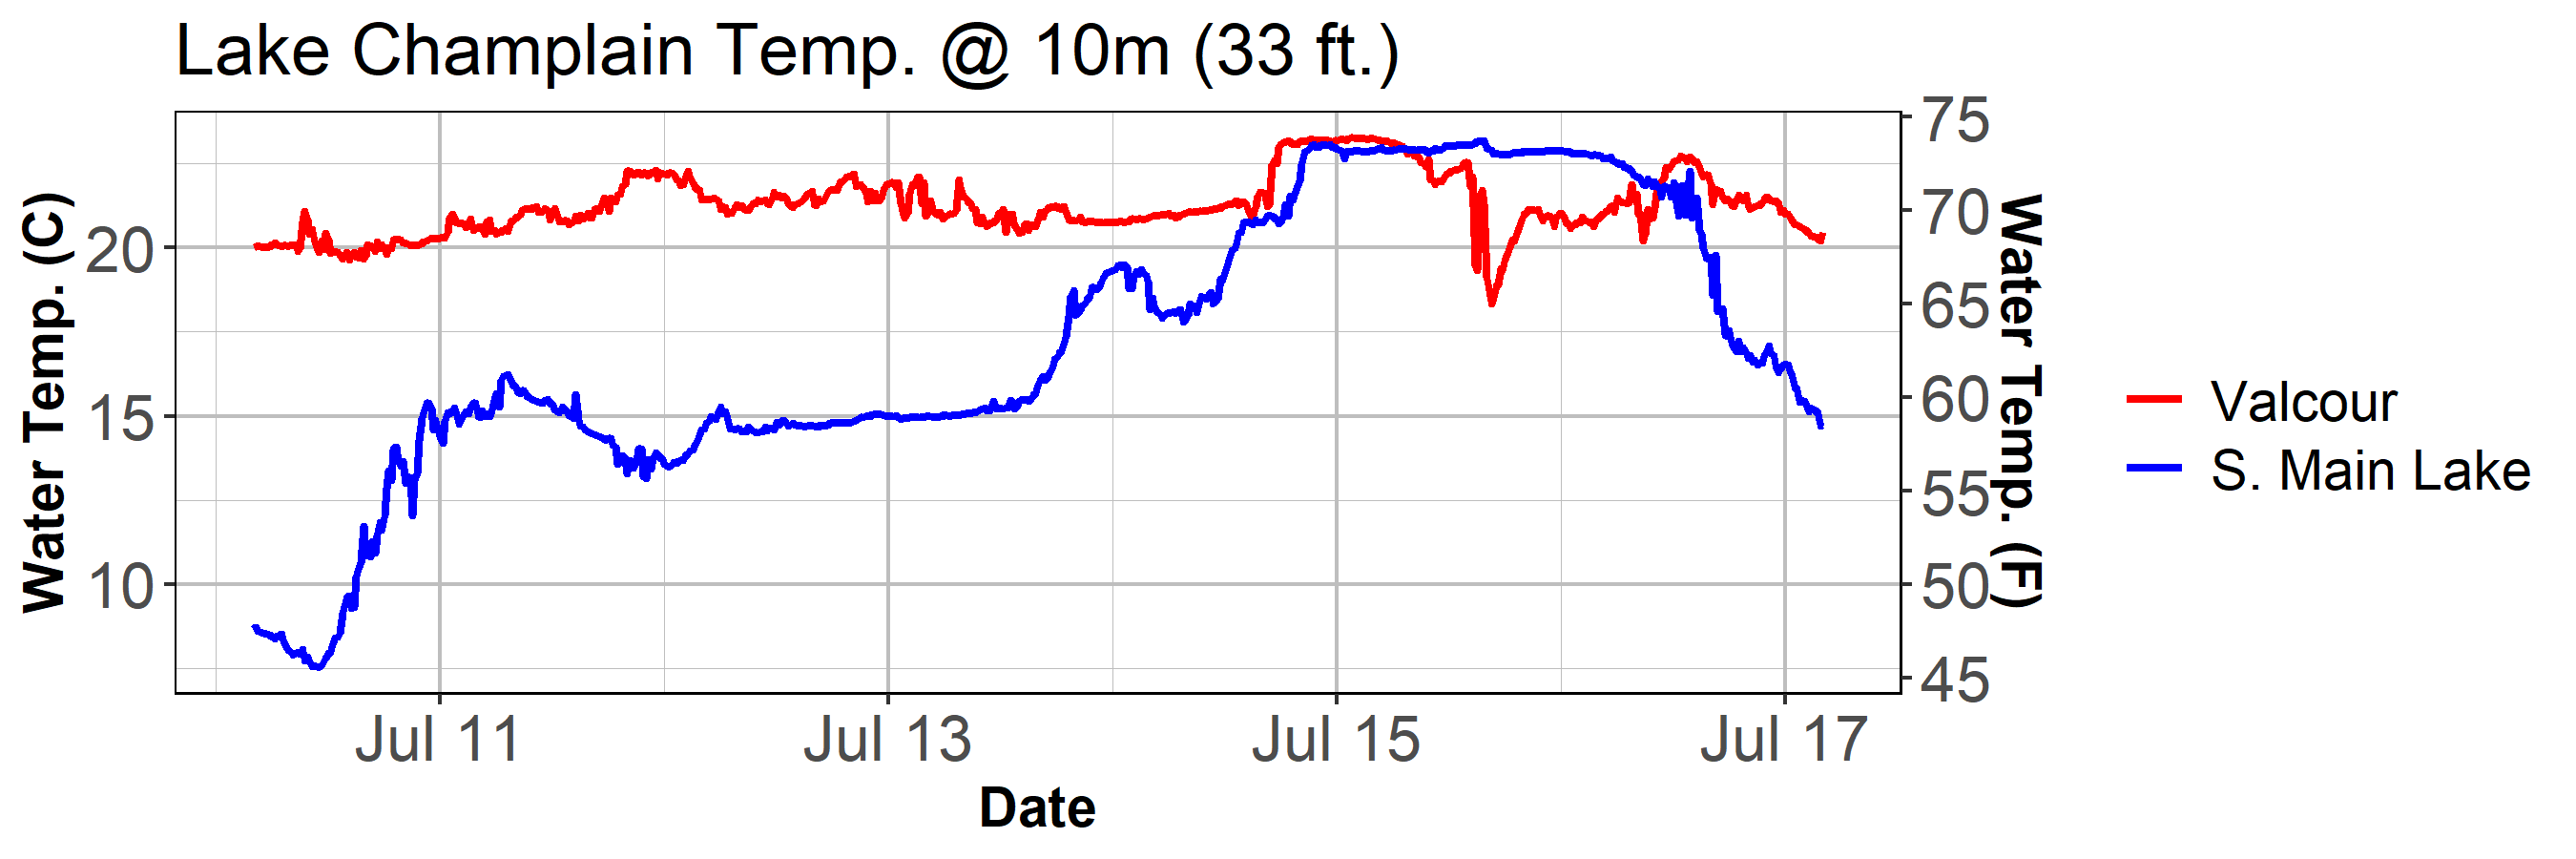 Lake Champlain Temp. @ 10m (33 ft.)
Water Temp. (C)
20
15
10
75
70
65
60
55
50
45
Water Temp. (F)
Jul 11
Jul 13
Jul 15
Jul 17
Date
Valcour
S. Main Lake